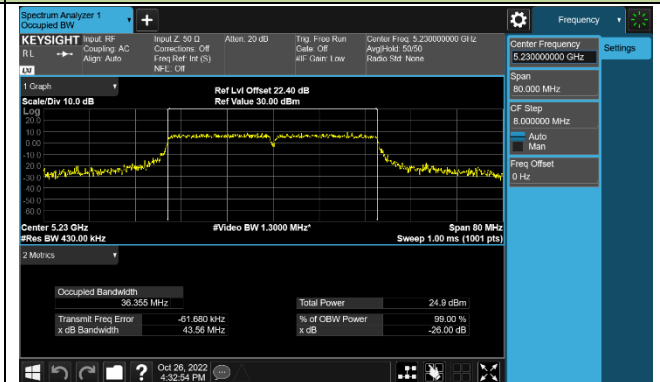 Spectrum Analyzer 1
Occupied BW
Frequency
KEYSIGHT
RL
LXI
Input: RF
Coupling: AC
Align: Auto
Input Z: 50 Ω
Corrections: Off
Freq Ref: Int (S)
NFE: Off
Atten: 20 dB
Trig: Free Run
Gate: Off
#IF Gain: Low
Center Freq: 5.230000000 GHz
Avg|Hold: 50/50
Radio Std: None
Center Frequency
5.230000000 GHz
Settings
Span
80.000 MHz
CF Step
8.000000 MHz
Auto
Man
Freq Offset
0 Hz
1 Graph
Scale/Div 10.0 dB
Ref Lvl Offset 22.40 dB
Ref Value 30.00 dBm
Log
20.0
10.0
0.00
-10.0
-20.0
-30.0
-40.0
-50.0
-60.0
Center 5.23 GHz
#Video BW 1.3000 MHz*
Span 80 MHz
#Res BW 430.00 kHz
Sweep 1.00 ms (1001 pts)
2 Metrics
Occupied Bandwidth
36.355 MHz
Total Power 24.9 dBm
Transmit Freq Error -61.680 kHz
% of OBW Power 99.00 %
x dB Bandwidth 43.56 MHz
x dB -26.00 dB
?
Oct 26, 2022
4:32:54 PM